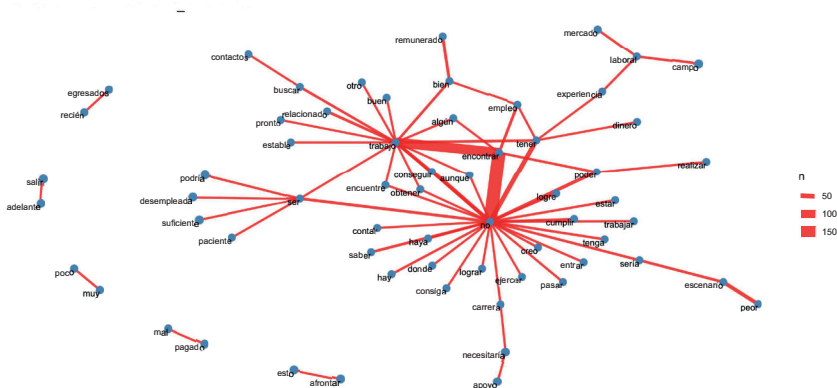 remunerado
mercado
contactos
laboral
campo
bien
egresados
otro
buscar
buen
experiencia
empleo
recién
relacionado
algún
dinero
pronto
estable
trabajo
tener
encontrar
realizar
conseguir
aunque
poder
salir
podría
encuentre
obtener
logre
adelante
desempleada
ser
estar
suficiente
no
cumplir
trabajar
paciente
contar
haya
creo
tenga
saber
poco
hay
donde
lograr
entrar
sería
muy
consiga
ejercer
pasar
escenario
carrera
peor
mal
pagado
necesitaría
esto
afrontar
apoyo
n
50
100
150